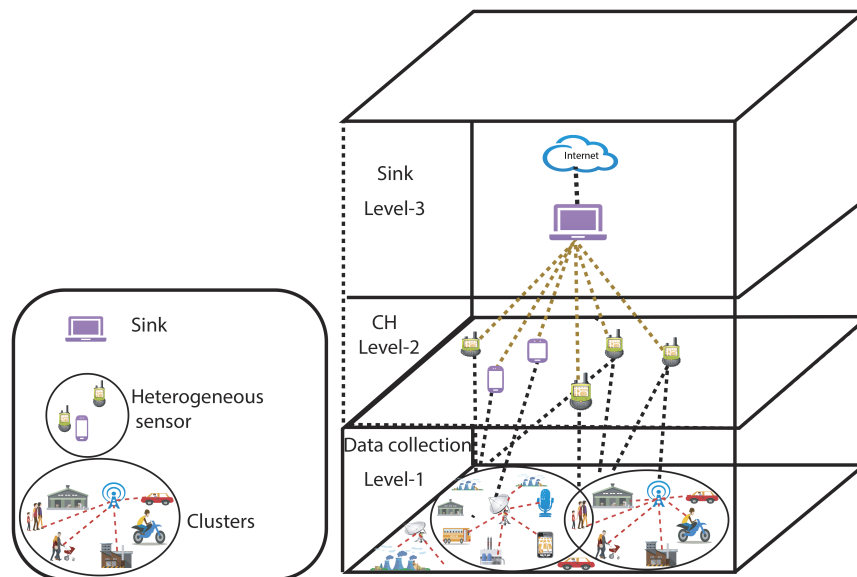 Internet
Sink
Level-3
CH
Level-2
Data collection
Level-1
Sink
Heterogeneous
sensor
Clusters